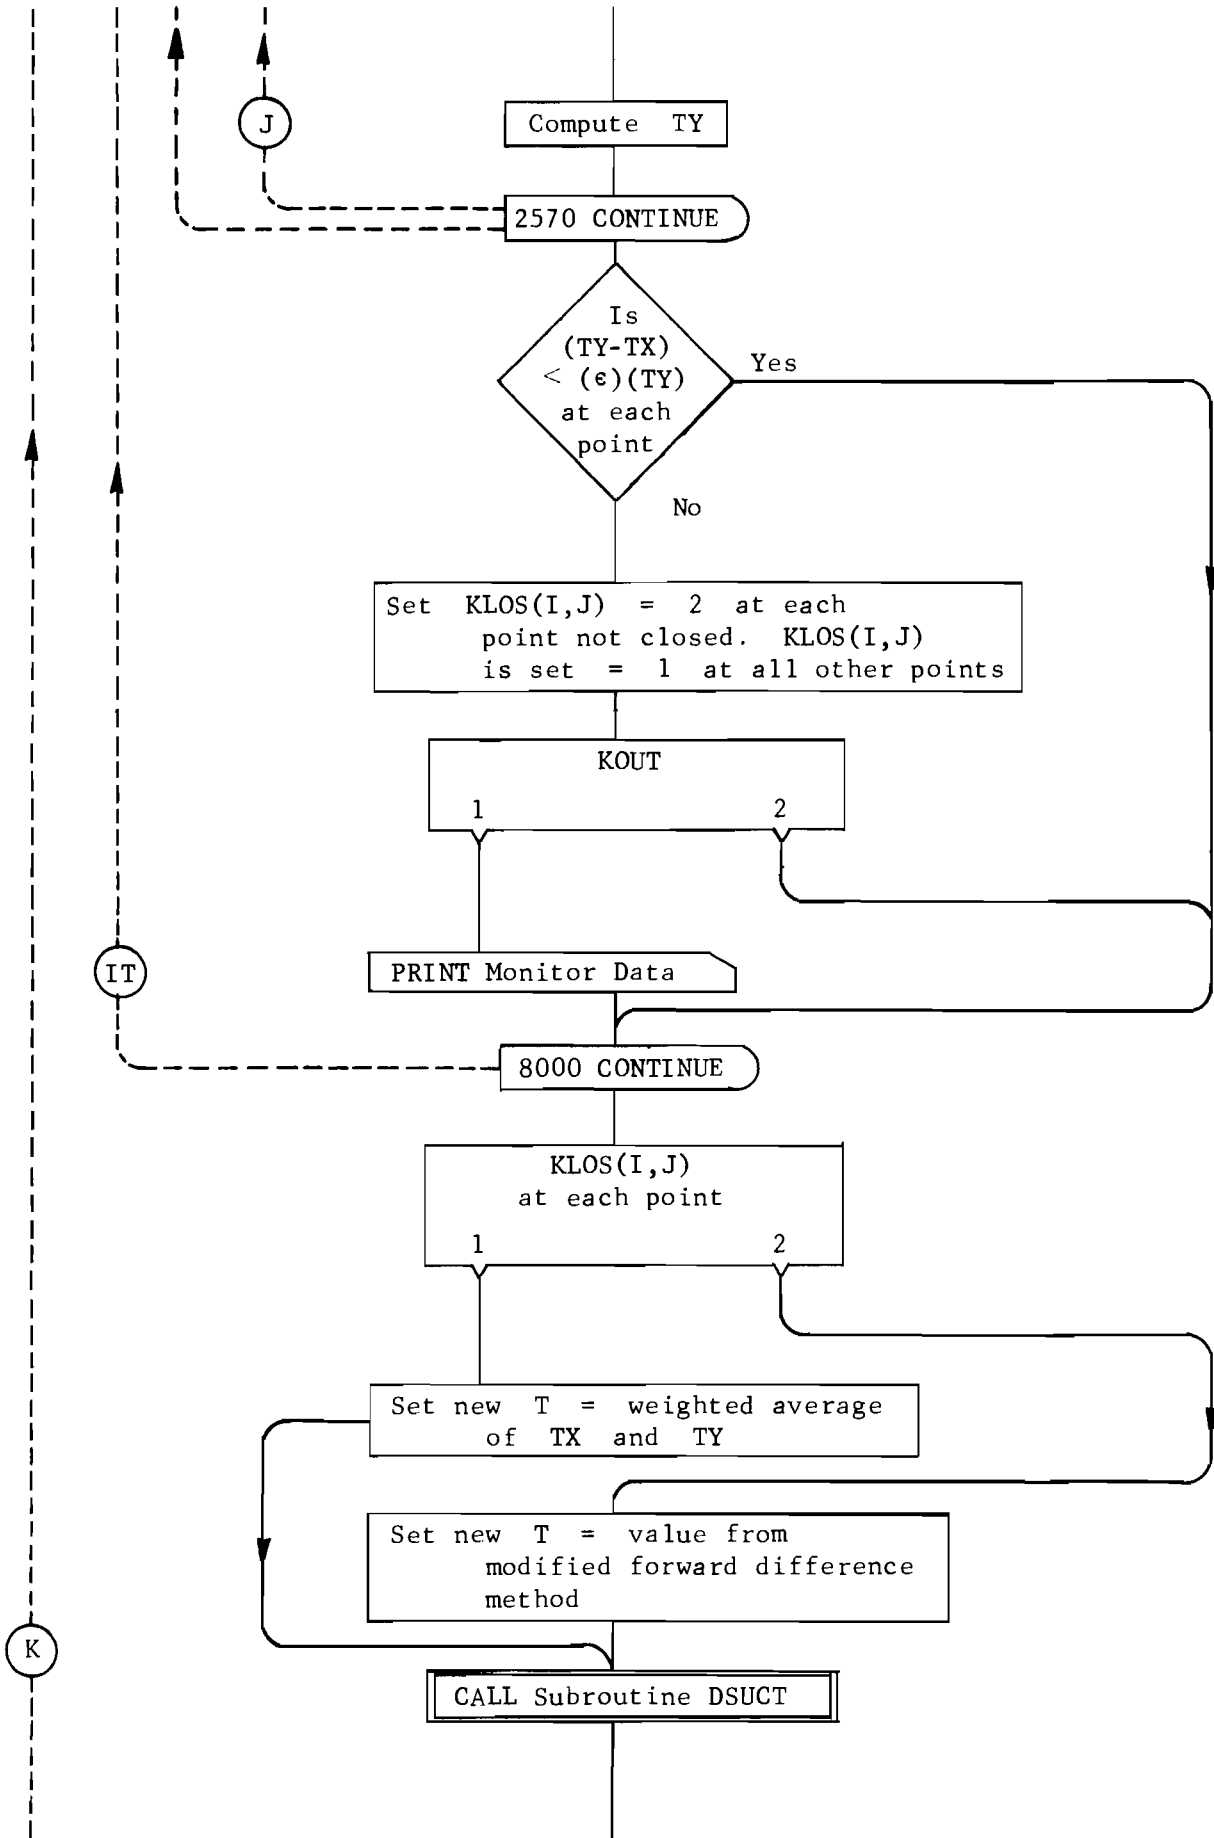 J
Compute TY
2570 CONTINUE
Is
(TY-TX)
< (ϵ)(TY)
at each
point
Yes
No
Set KLOS(I,J) = 2 at each
point not closed. KLOS(I,J)
is set = 1 at all other points
KOUT
1 2
IT
PRINT Monitor Data
8000 CONTINUE
KLOS(I,J)
at each point
1 2
Set new T = weighted average
of TX and TY
Set new T = value from
modified forward difference
method
K
CALL Subroutine DSUCT